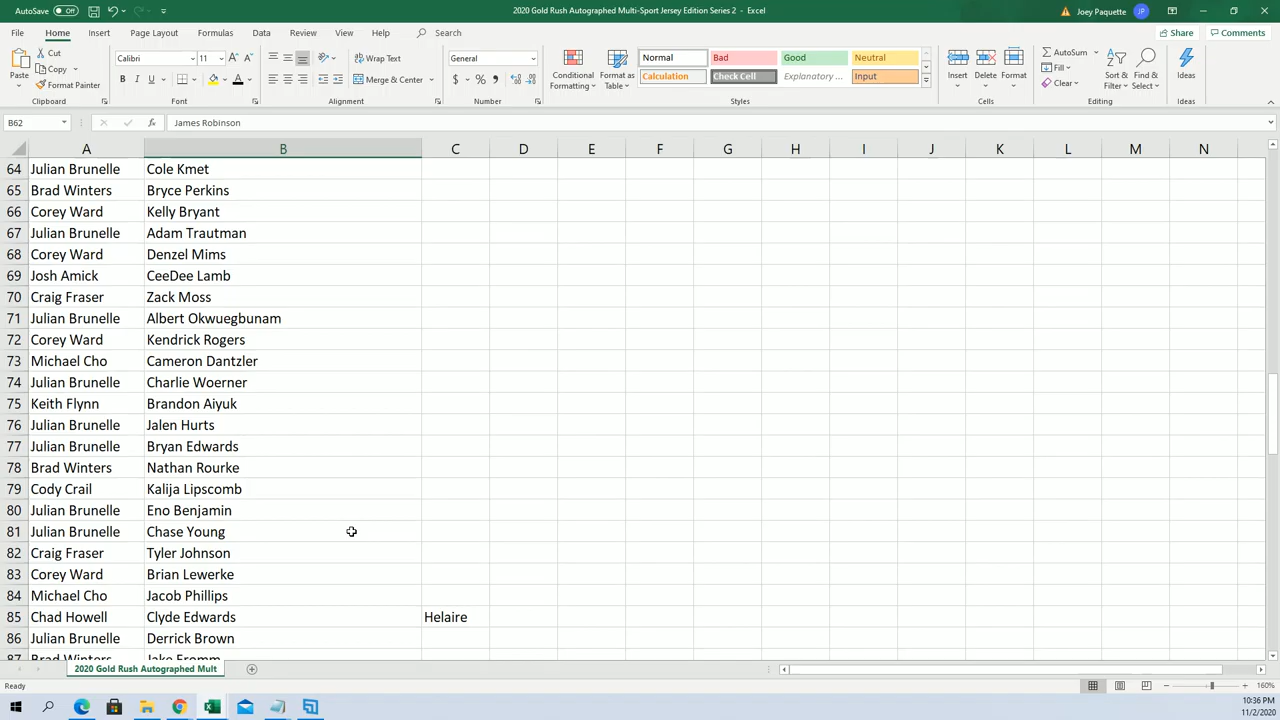 AutoSave Off 2020 Gold Rush Autographed Multi-Sport Jersey Edition Series 2 - Excel Joey Paquette JP
File Home Insert Page Layout Formulas Data Review View Help Search Share Comments
Paste Cut Copy Format Painter Clipboard
Calibri 11 B I U A A A Font
Wrap Text Merge & Center Alignment
General $ % , Number
Conditional Formatting Format as Table Normal Bad Good Neutral Calculation Check Cell Explanatory ... Input Styles
Insert Delete Format Cells
AutoSum Fill Clear Sort & Filter Find & Select Editing
Ideas Ideas
B62 fx James Robinson
A B C D E F G H I J K L M N
64 Julian Brunelle Cole Kmet
65 Brad Winters Bryce Perkins
66 Corey Ward Kelly Bryant
67 Julian Brunelle Adam Trautman
68 Corey Ward Denzel Mims
69 Josh Amick CeeDee Lamb
70 Craig Fraser Zack Moss
71 Julian Brunelle Albert Okwuegbunam
72 Corey Ward Kendrick Rogers
73 Michael Cho Cameron Dantzler
74 Julian Brunelle Charlie Woerner
75 Keith Flynn Brandon Aiyuk
76 Julian Brunelle Jalen Hurts
77 Julian Brunelle Bryan Edwards
78 Brad Winters Nathan Rourke
79 Cody Crail Kalija Lipscomb
80 Julian Brunelle Eno Benjamin
81 Julian Brunelle Chase Young
82 Craig Fraser Tyler Johnson
83 Corey Ward Brian Lewerke
84 Michael Cho Jacob Phillips
85 Chad Howell Clyde Edwards Helaire
86 Julian Brunelle Derrick Brown
87 Brad Winters Jake Fromm
2020 Gold Rush Autographed Mult
Ready 160%
10:36 PM
11/2/2020